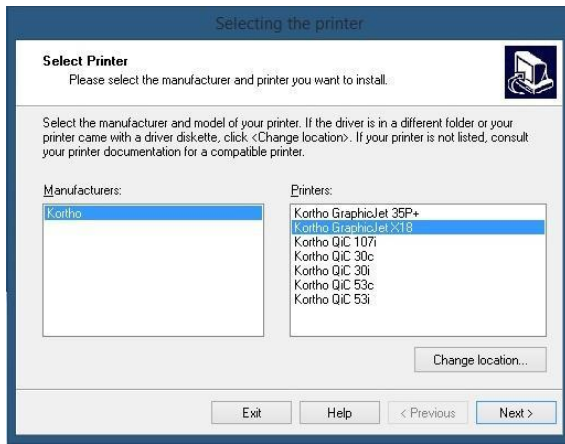 Selecting the printer
Select Printer
Please select the manufacturer and printer you want to install.
Select the manufacturer and model of your printer. If the driver is in a different folder or your
printer came with a driver diskette, click <Change location>. If your printer is not listed, consult
your printer documentation for a compatible printer.
Manufacturers:
Kortho
Printers:
Kortho GraphicJet 35P+
Kortho GraphicJet X18
Kortho QiC 107i
Kortho QiC 30c
Kortho QiC 30i
Kortho QiC 53c
Kortho QiC 53i
Change location...
Exit
Help
< Previous
Next >